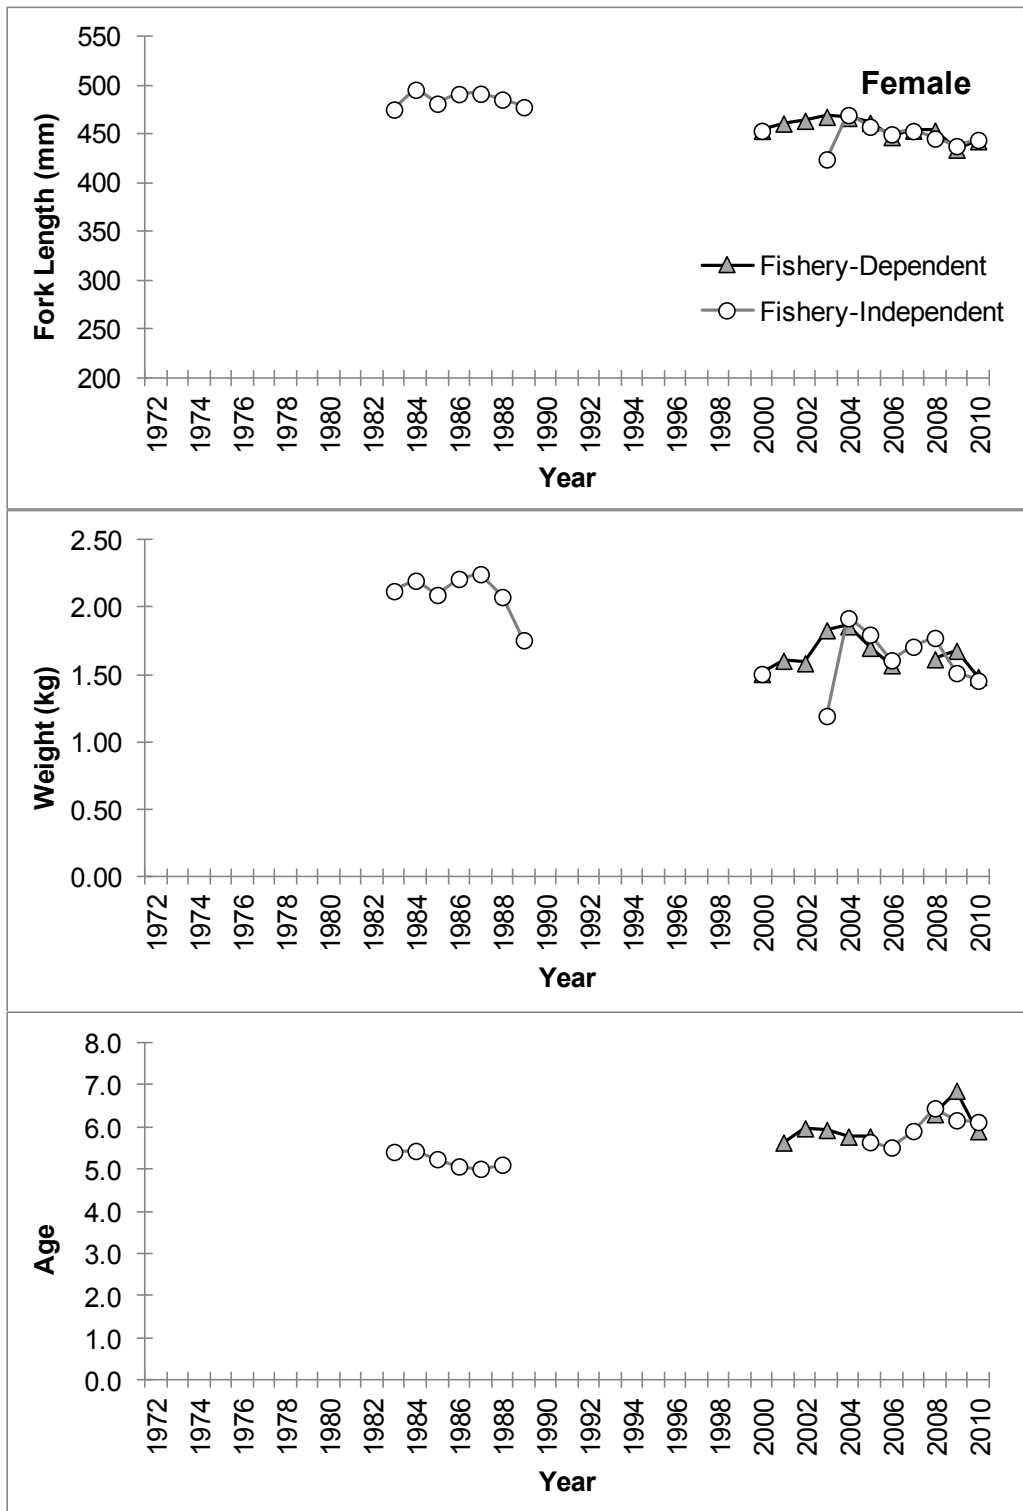 550
500
450
400
350
300
250
200
Fork Length (mm)
Female
Fishery-Dependent
Fishery-Independent
1972 1974 1976 1978 1980 1982 1984 1986 1988 1990 1992 1994 1996 1998 2000 2002 2004 2006 2008 2010
Year
2.50
2.00
1.50
1.00
0.50
0.00
Weight (kg)
1972 1974 1976 1978 1980 1982 1984 1986 1988 1990 1992 1994 1996 1998 2000 2002 2004 2006 2008 2010
Year
8.0
7.0
6.0
5.0
4.0
3.0
2.0
1.0
0.0
Age
1972 1974 1976 1978 1980 1982 1984 1986 1988 1990 1992 1994 1996 1998 2000 2002 2004 2006 2008 2010
Year